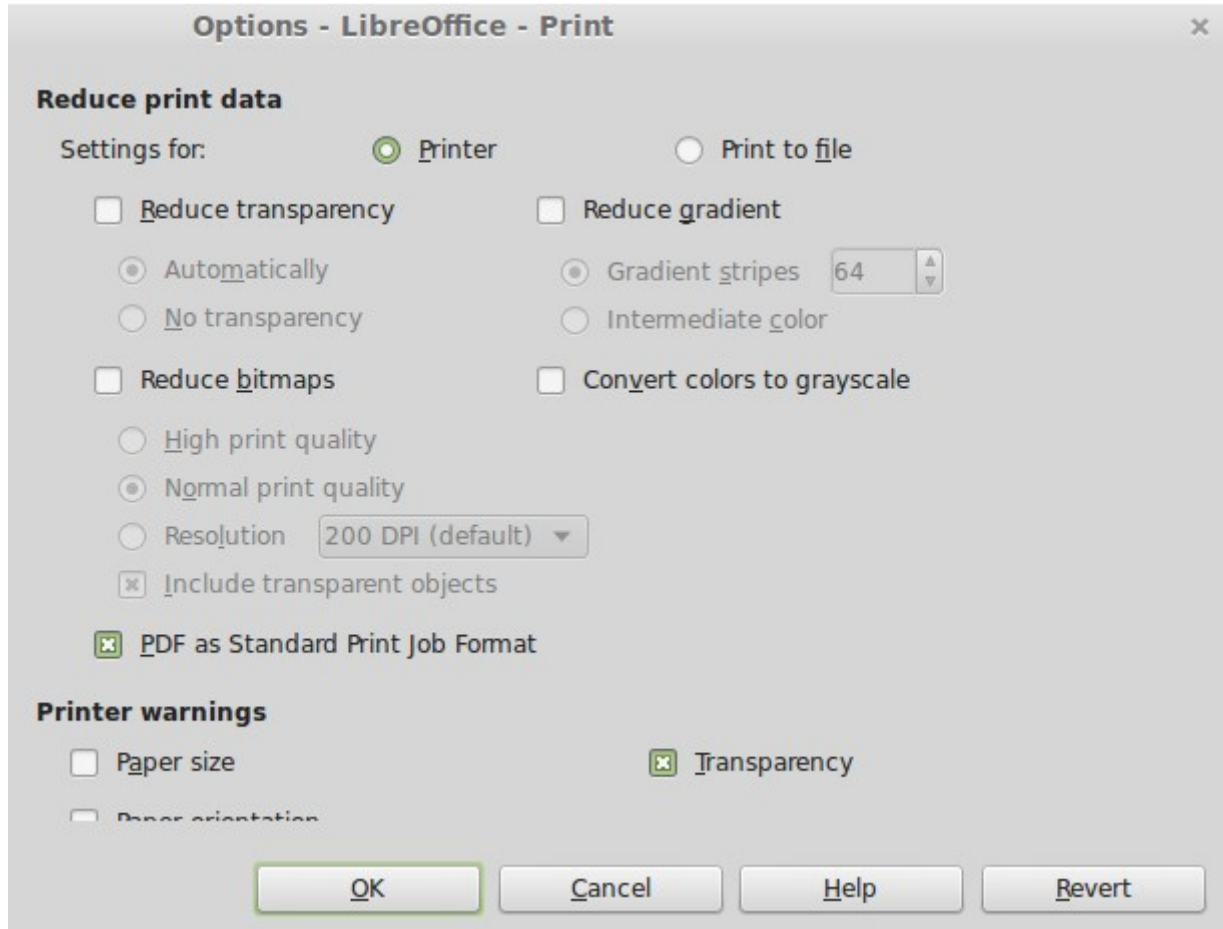 Options - LibreOffice - Print
Reduce print data
Settings for: Printer Print to file
Reduce transparency Reduce gradient
Automatically Gradient stripes 64
No transparency Intermediate color
Reduce bitmaps Convert colors to grayscale
High print quality
Normal print quality
Resolution 200 DPI (default)
Include transparent objects
PDF as Standard Print Job Format
Printer warnings
Paper size Transparency
Paper orientation
OK Cancel Help Revert